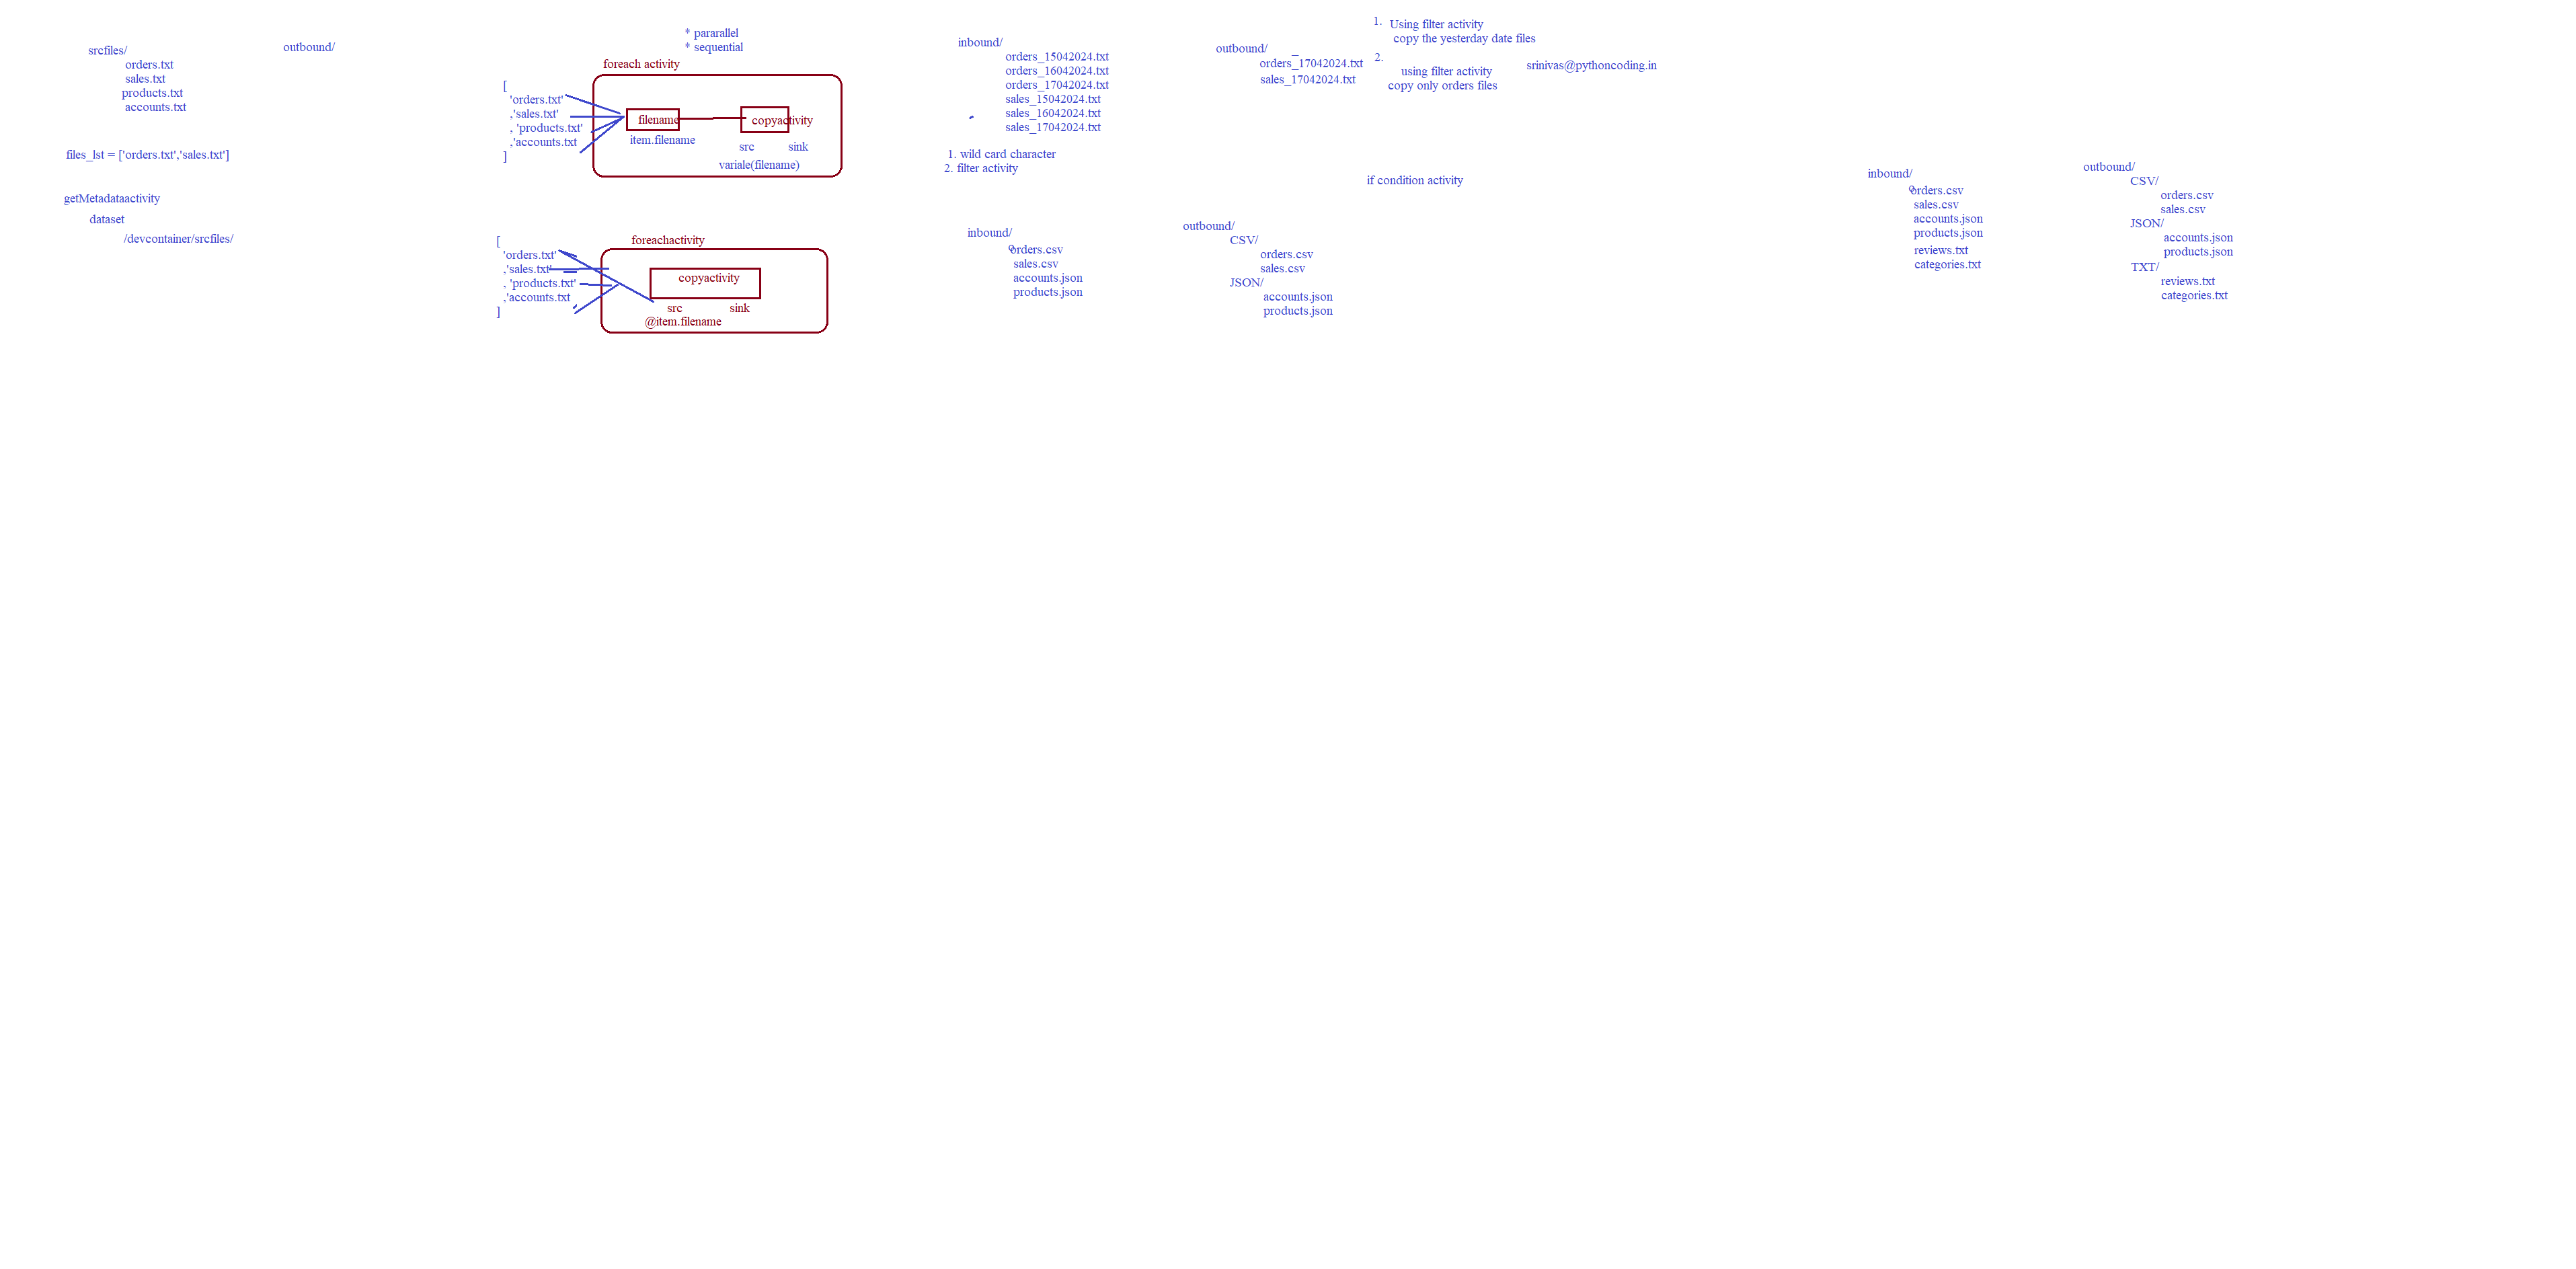 srcfiles/
orders.txt
sales.txt
products.txt
accounts.txt
outbound/
files_lst = ['orders.txt','sales.txt']
getMetadataactivity
dataset
/devcontainer/srcfiles/
* pararallel
* sequential
foreach activity
[
'orders.txt'
,'sales.txt'
, 'products.txt'
,'accounts.txt
]
filename
copyactivity
item.filename
src sink
variale(filename)
foreachactivity
[
'orders.txt'
,'sales.txt'
, 'products.txt'
,'accounts.txt
]
copyactivity
src sink
@item.filename
inbound/
orders_15042024.txt
orders_16042024.txt
orders_17042024.txt
sales_15042024.txt
sales_16042024.txt
sales_17042024.txt
1. wild card character
2. filter activity
outbound/
orders_17042024.txt
sales_17042024.txt
1. Using filter activity
copy the yesterday date files
2.
using filter activity
copy only orders files
srinivas@pythoncoding.in
if condition activity
inbound/
orders.csv
sales.csv
accounts.json
products.json
outbound/
CSV/
orders.csv
sales.csv
JSON/
accounts.json
products.json
inbound/
orders.csv
sales.csv
accounts.json
products.json
reviews.txt
categories.txt
outbound/
CSV/
orders.csv
sales.csv
JSON/
accounts.json
products.json
TXT/
reviews.txt
categories.txt